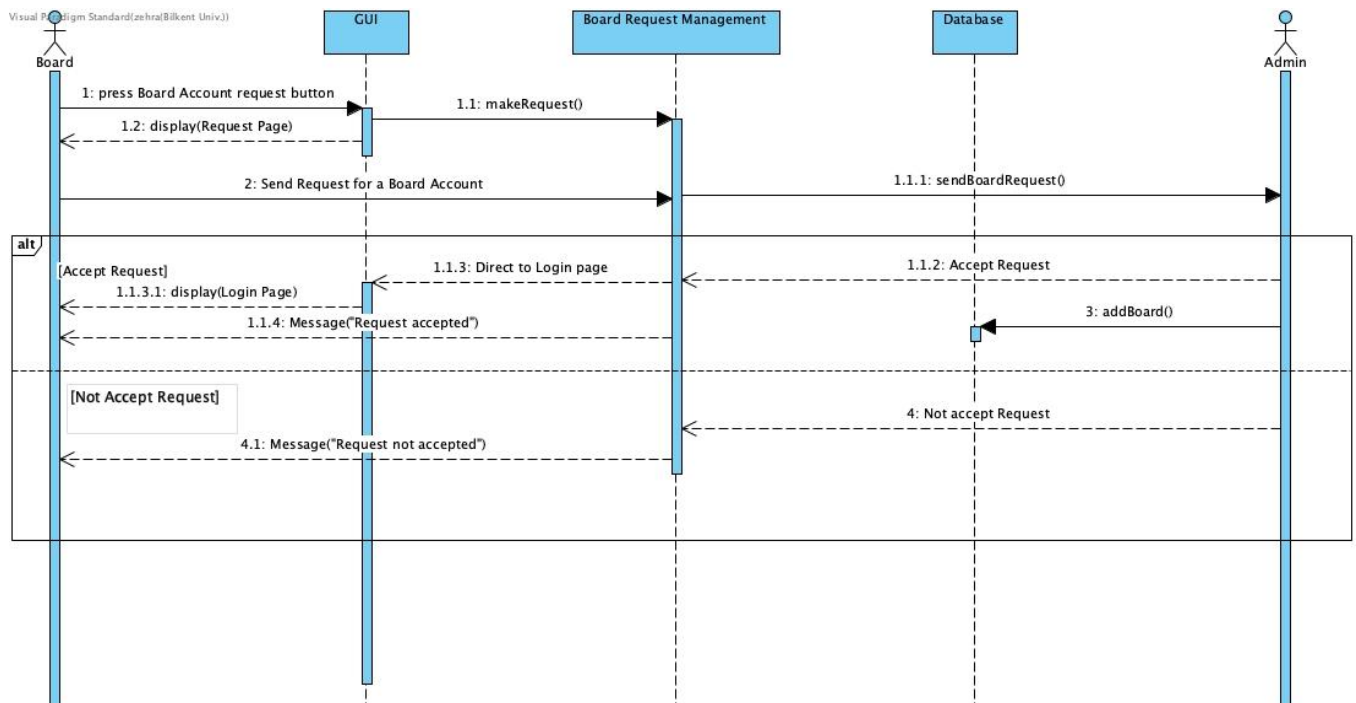 Visual Paradigm Standard(zehra(Bilkent Univ.))
GUI
Board Request Management
Database
Board
Admin
1: press Board Account request button
1.1: makeRequest()
1.2: display(Request Page)
2: Send Request for a Board Account
1.1.1: sendBoardRequest()
alt
[Accept Request]
1.1.3: Direct to Login page
1.1.2: Accept Request
1.1.3.1: display(Login Page)
3: addBoard()
1.1.4: Message("Request accepted")
[Not Accept Request]
4: Not accept Request
4.1: Message("Request not accepted")